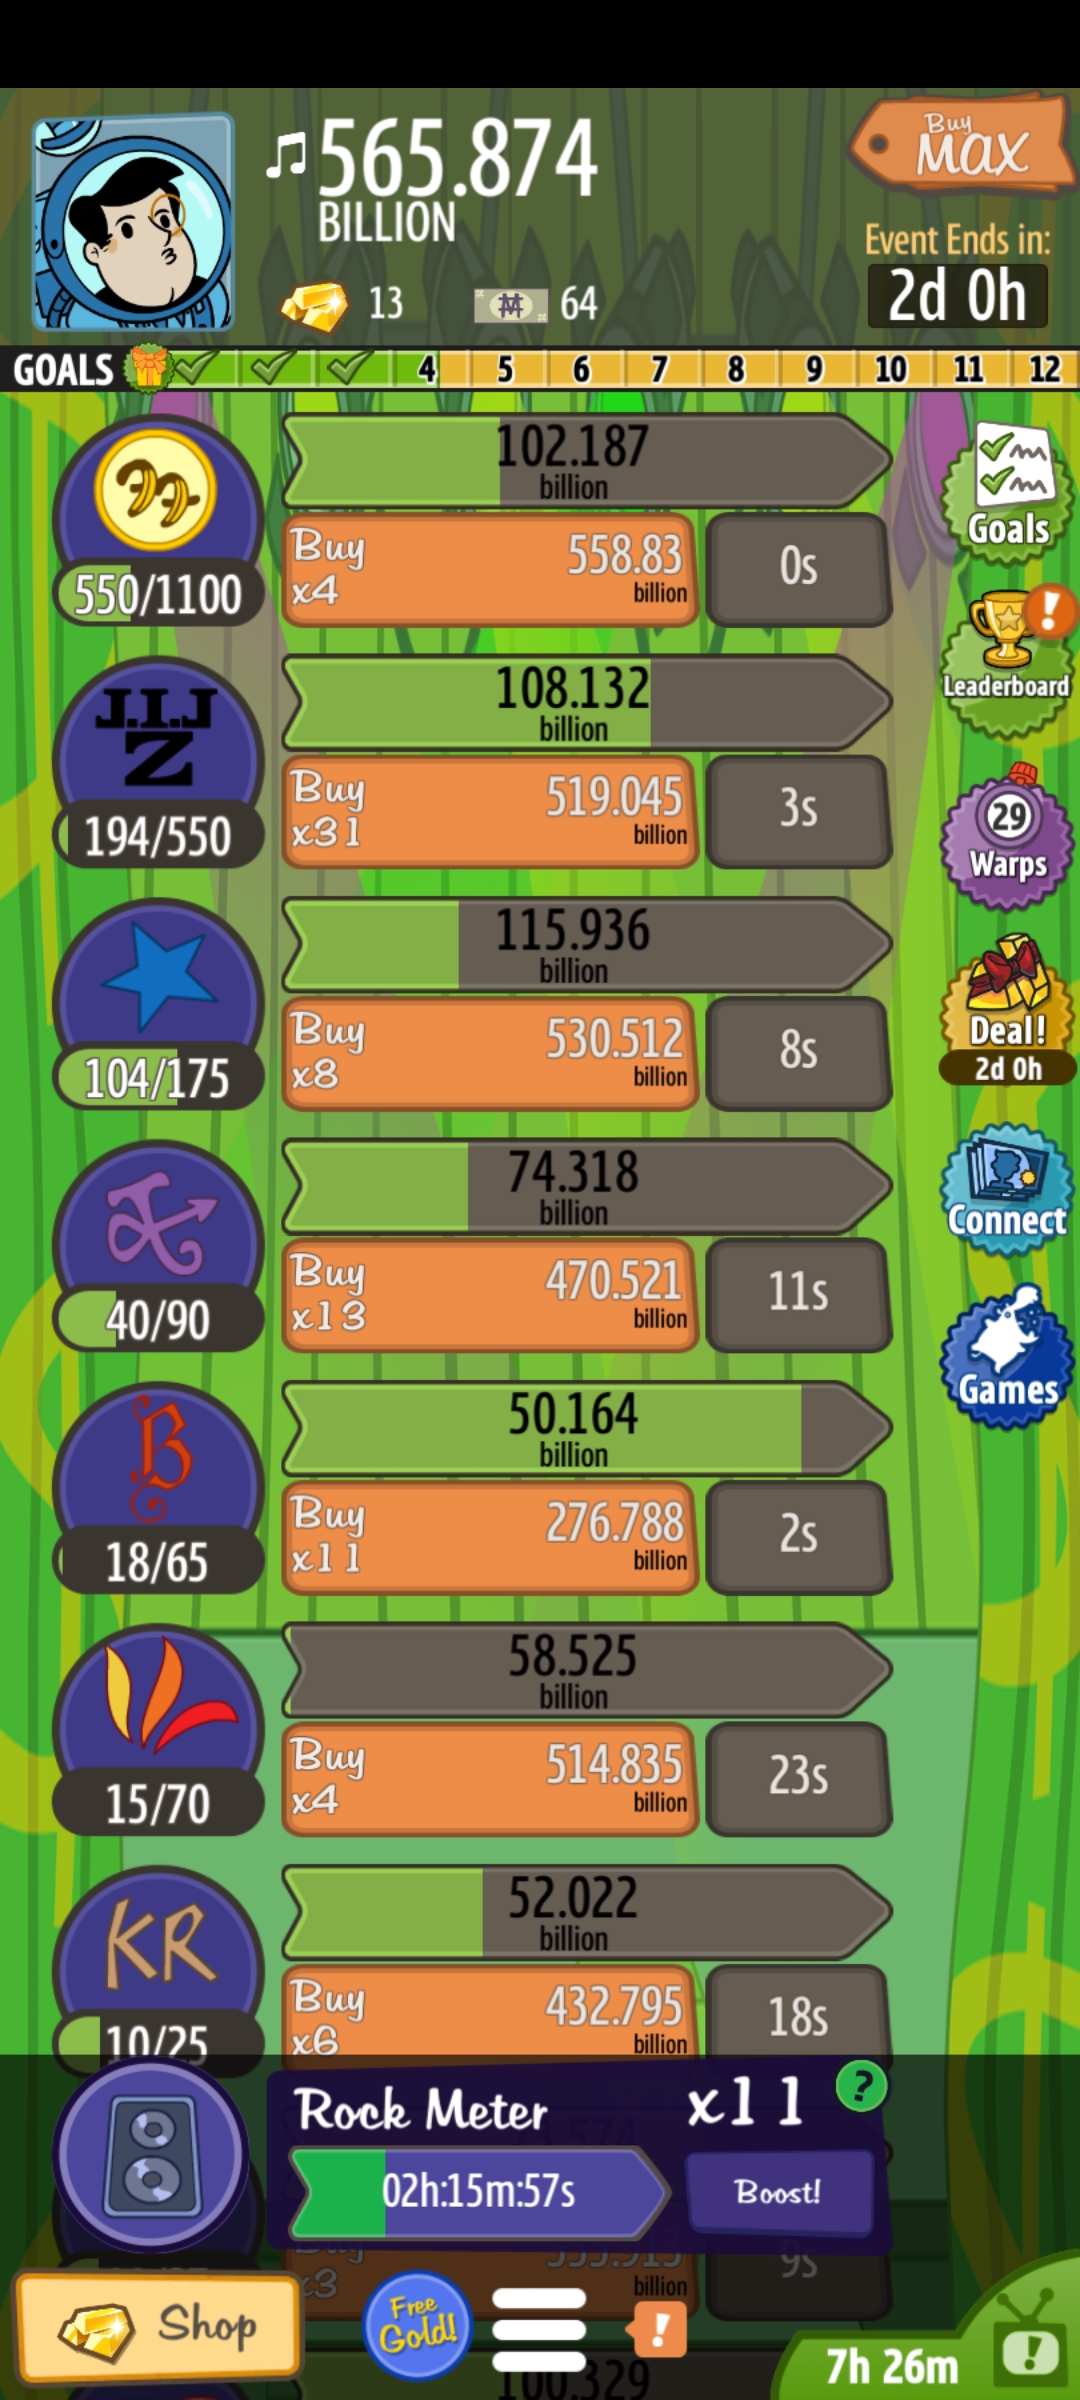 565.874
BILLION
Buy
MAX
Event Ends in:
2d 0h
13
64
GOALS 4 5 6 7 8 9 10 11 12
102.187
billion
550/1100
Buy
x4
558.83
billion
0s
Goals
Leaderboard
J.I.J
Z
108.132
billion
194/550
Buy
x31
519.045
billion
3s
29
Warps
115.936
billion
104/175
Buy
x8
530.512
billion
8s
Deal!
2d 0h
74.318
billion
40/90
Buy
x13
470.521
billion
11s
Connect
B
50.164
billion
18/65
Buy
x11
276.788
billion
2s
Games
58.525
billion
15/70
Buy
x4
514.835
billion
23s
KR
52.022
billion
10/25
Buy
x6
432.795
billion
18s
Rock Meter
x11
?
02h:15m:57s
Boost!
Buy
x3
billion
9s
Shop
Free
Gold!
!
100.329
7h 26m
!